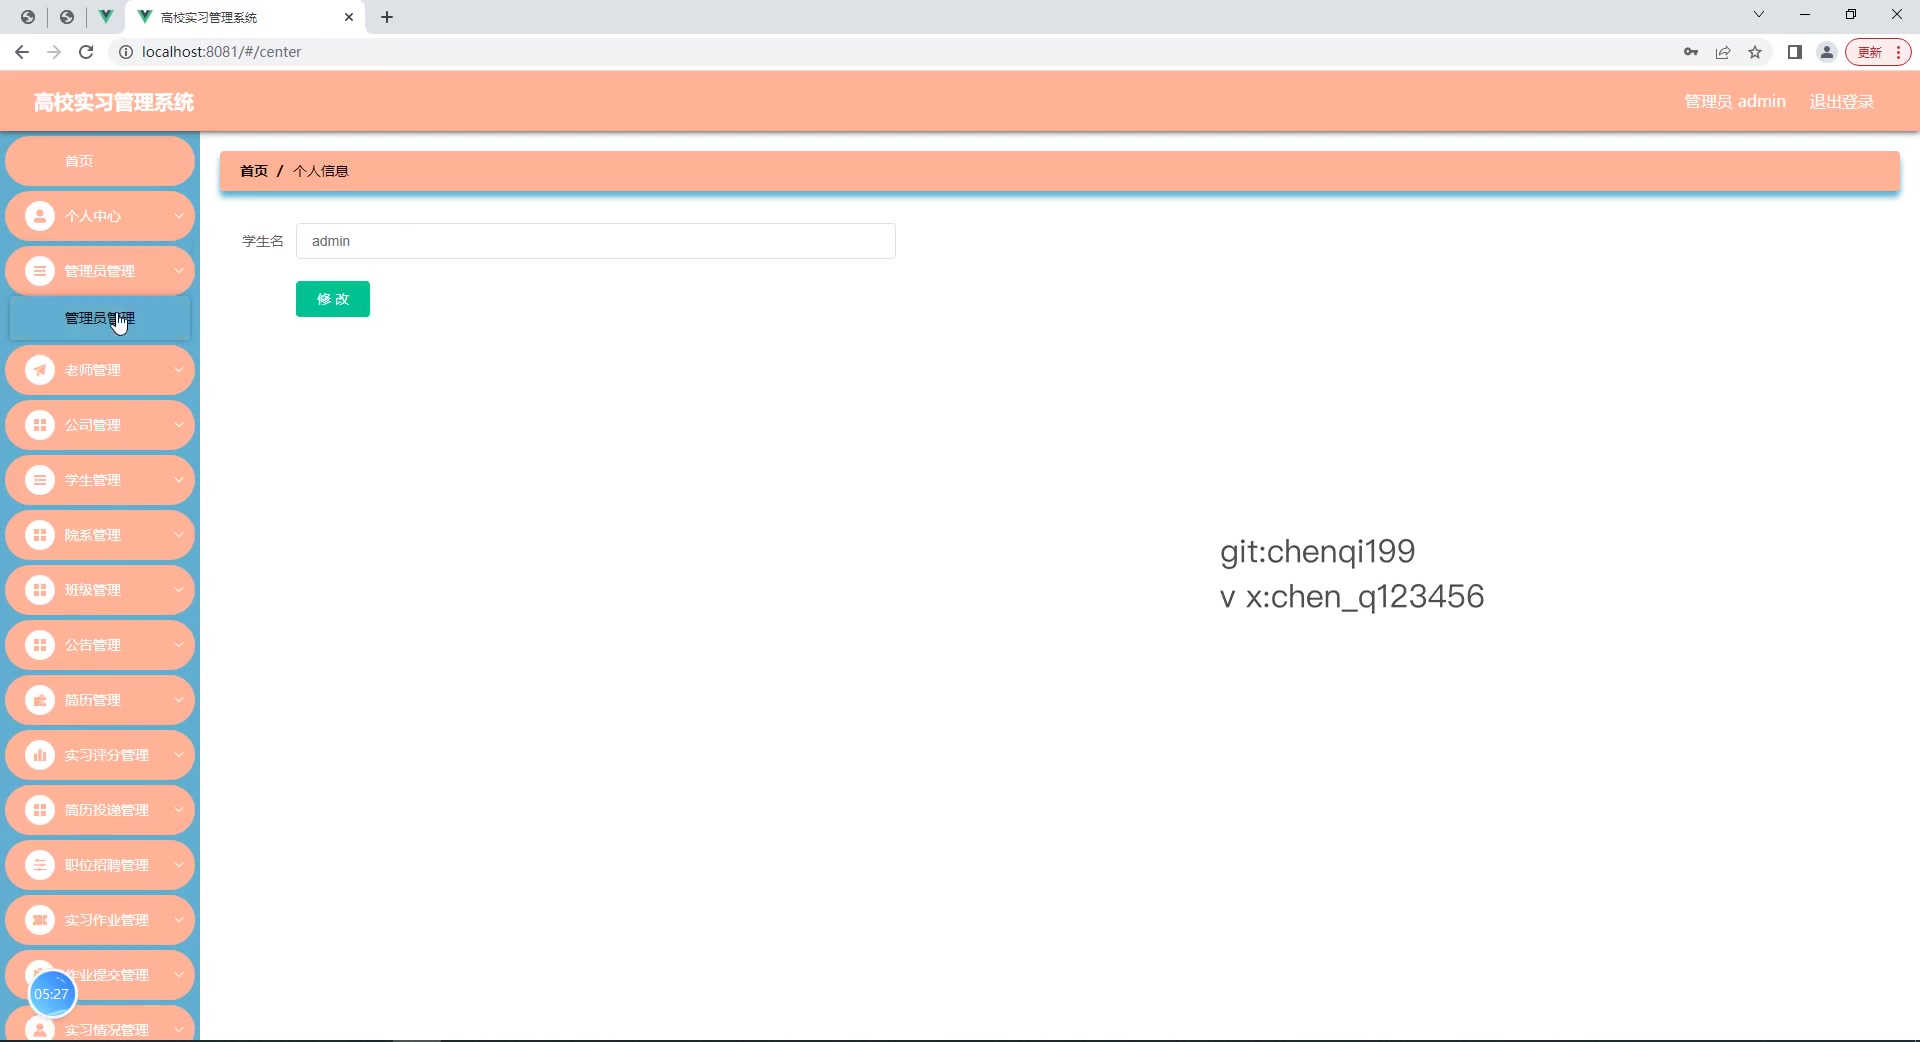 高校实习管理系统
localhost:8081/#/center
更新
高校实习管理系统
管理员 admin
退出登录
首页
个人中心
管理员管理
管理员管理
老师管理
公司管理
学生管理
院系管理
班级管理
公告管理
简历管理
实习评分管理
简历投递管理
职位招聘管理
实习作业管理
作业提交管理
05:27
实习情况管理
首页 / 个人信息
学生名
admin
修 改
git:chenqi199
v x:chen_q123456